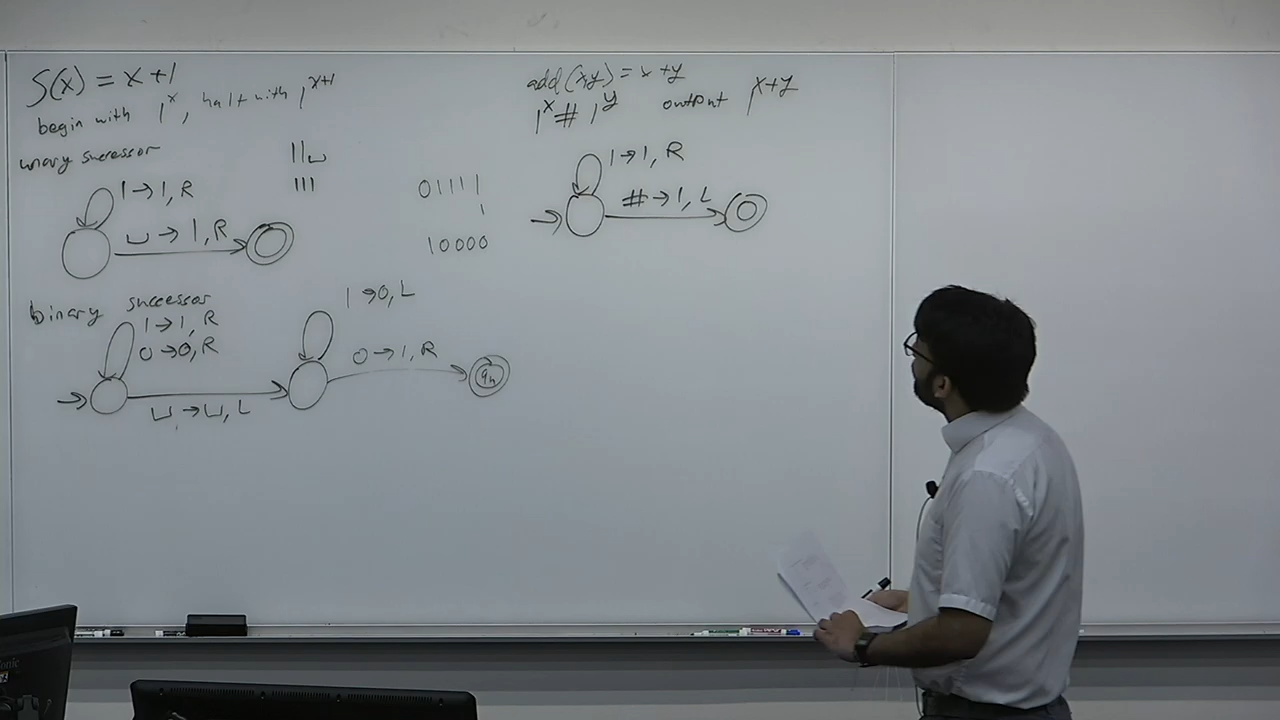 S(x) = x+1
begin with 1^x, halt with 1^x+1
unary successor
11⊔
111
1→1, R
⊔→1, R
01111
1
10000
binary successor
1→1, R
0→0, R
⊔→⊔, L
1→0, L
0→1, R
q_h
add(x,y) = x+y
1^x # 1^y output 1^x+y
1→1, R
#→1, L